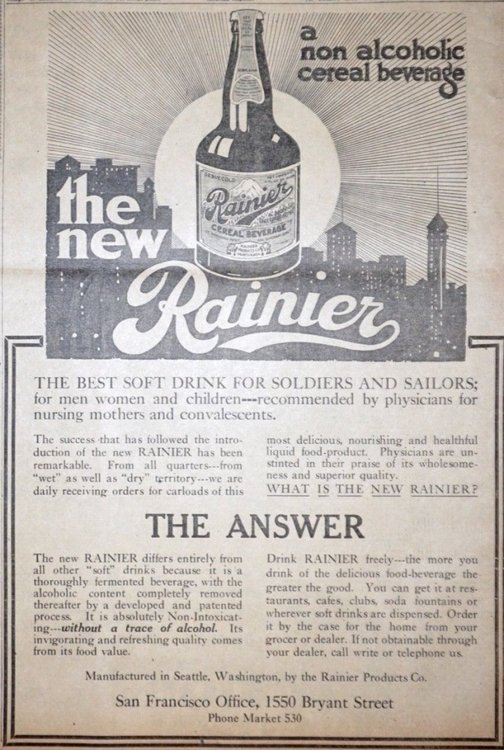 a
non alcoholic
cereal beverage
SERVE COLD
Rainier
CEREAL BEVERAGE
RAINIER
PRODUCTS
the
new
Rainier
THE BEST SOFT DRINK FOR SOLDIERS AND SAILORS;
for men women and children---recommended by physicians for
nursing mothers and convalescents.
The success that has followed the intro-
duction of the new RAINIER has been
remarkable. From all quarters---from
"wet" as well as "dry" territory---we are
daily receiving orders for carloads of this
most delicious, nourishing and healthful
liquid food-product. Physicians are un-
stinted in their praise of its wholesome-
ness and superior quality.
WHAT IS THE NEW RAINIER?
THE ANSWER
The new RAINIER differs entirely from
all other "soft" drinks because it is a
thoroughly fermented beverage, with the
alcoholic content completely removed
thereafter by a developed and patented
process. It is absolutely Non-Intoxicat-
ing---without a trace of alcohol. Its
invigorating and refreshing quality comes
from its food value.
Drink RAINIER freely---the more you
drink of the delicious food-beverage the
greater the good. You can get it at res-
taurants, cafes, clubs, soda fountains or
wherever soft drinks are dispensed. Order
it by the case for the home from your
grocer or dealer. If not obtainable through
your dealer, call write or telephone us.
Manufactured in Seattle, Washington, by the Rainier Products Co.
San Francisco Office, 1550 Bryant Street
Phone Market 530